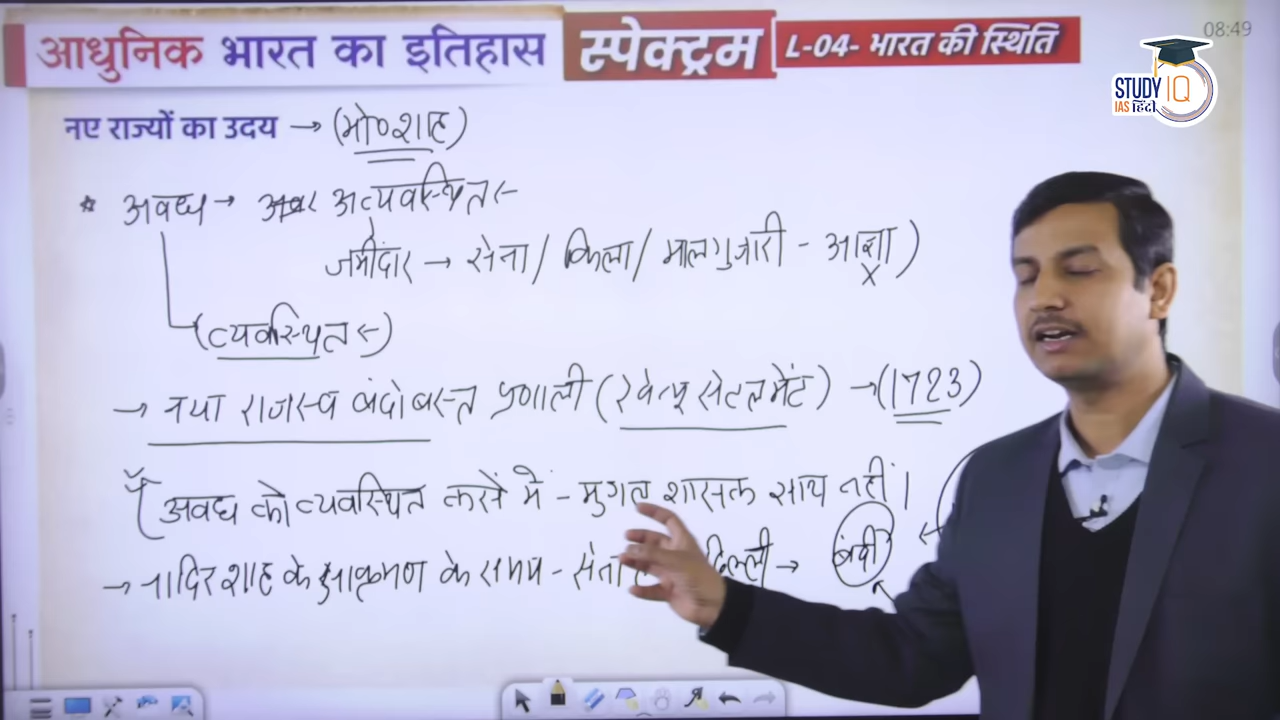 आधुनिक भारत का इतिहास स्पेक्ट्रम L-04- भारत की स्थिति
08:49
STUDY IQ
IAS हिंदी
नए राज्यों का उदय → (मो०शाह)
* अवध → अव्यवस्थित ←
जमींदार → सेना / किला / मालगुजारी - आज्ञा x )
(व्यवस्थित ←)
→ नया राजस्व बंदोबस्त प्रणाली (रेवेन्यू सेटलमेंट) → (1723)
अवध को व्यवस्थित करने में - मुगल शासक साथ नहीं।
→ नादिरशाह के आक्रमण के समय - दिल्ली → बंदी